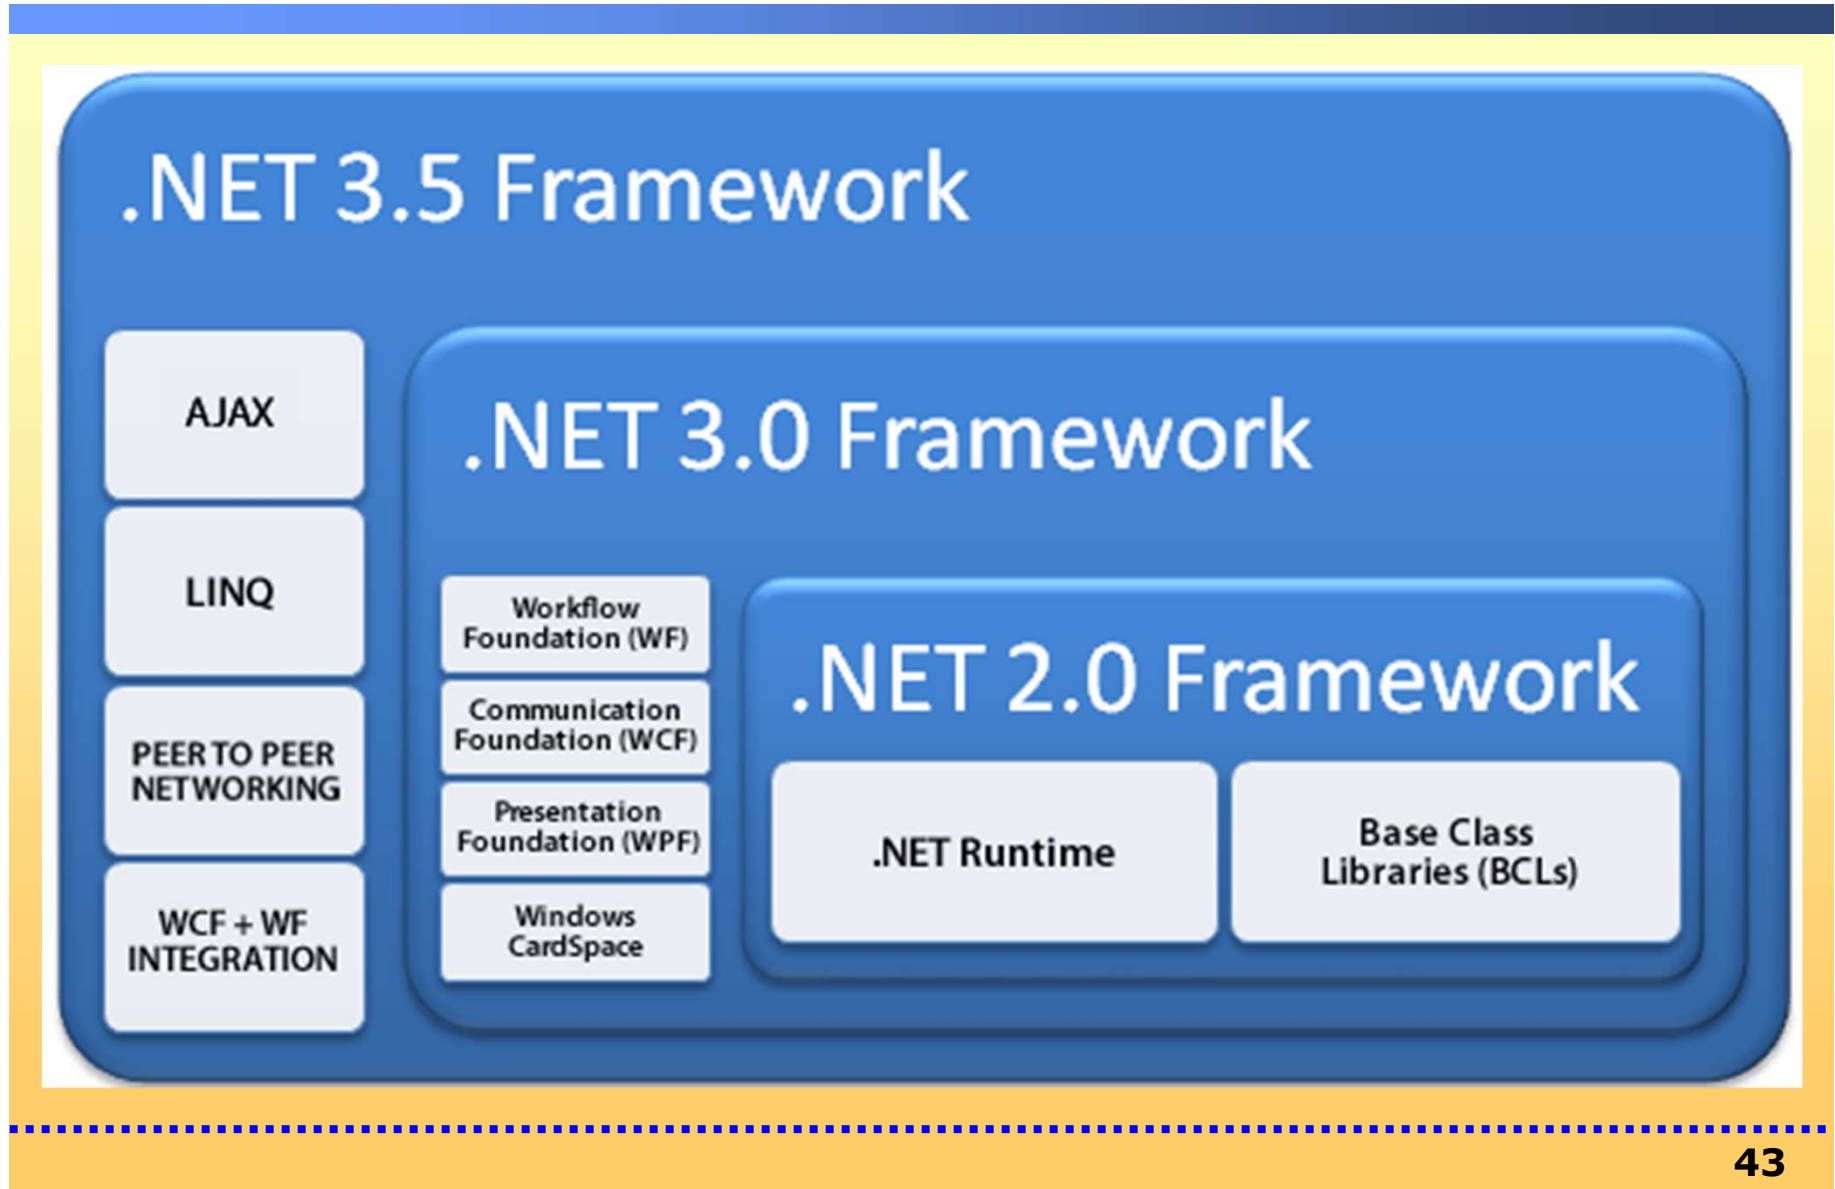 .NET 3.5 Framework
AJAX
LINQ
PEER TO PEER
NETWORKING
WCF + WF
INTEGRATION
.NET 3.0 Framework
Workflow
Foundation (WF)
Communication
Foundation (WCF)
Presentation
Foundation (WPF)
Windows
CardSpace
.NET 2.0 Framework
.NET Runtime
Base Class
Libraries (BCLs)
43